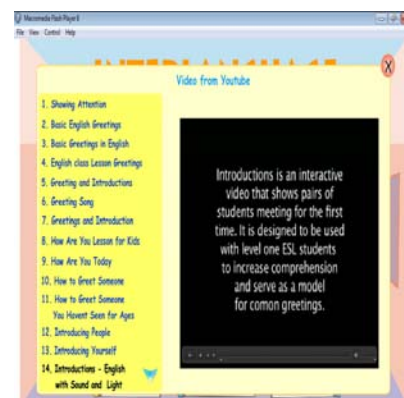 Macromedia Flash Player 8
File View Control Help
INTERLANGUAGE
X
Video from Youtube
1. Showing Attention
2. Basic English Greetings
3. Basic Greetings in English
4. English class Lesson Greetings
5. Greeting and Introductions
6. Greeting Song
7. Greetings and Introduction
8. How Are You Lesson for Kids
9. How Are You Today
10. How to Greet Someone
11. How to Greet Someone
You Havent Seen for Ages
12. Introducing People
13. Introducing Yourself
14. Introductions - English
with Sound and Light
Introductions is an interactive
video that shows pairs of
students meeting for the first
time. It is designed to be used
with level one ESL students
to increase comprehension
and serve as a model
for comon greetings.